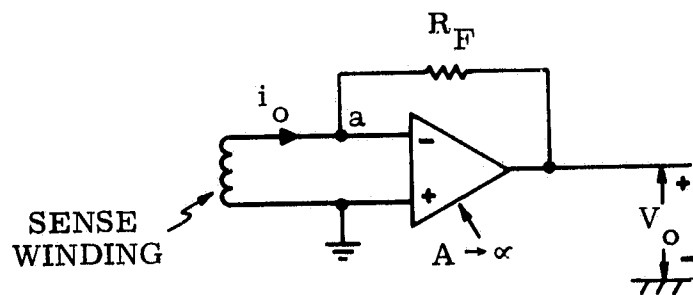 R_F
i_o
a
−
+
SENSE
WINDING
A → ∝
+
V_o
−